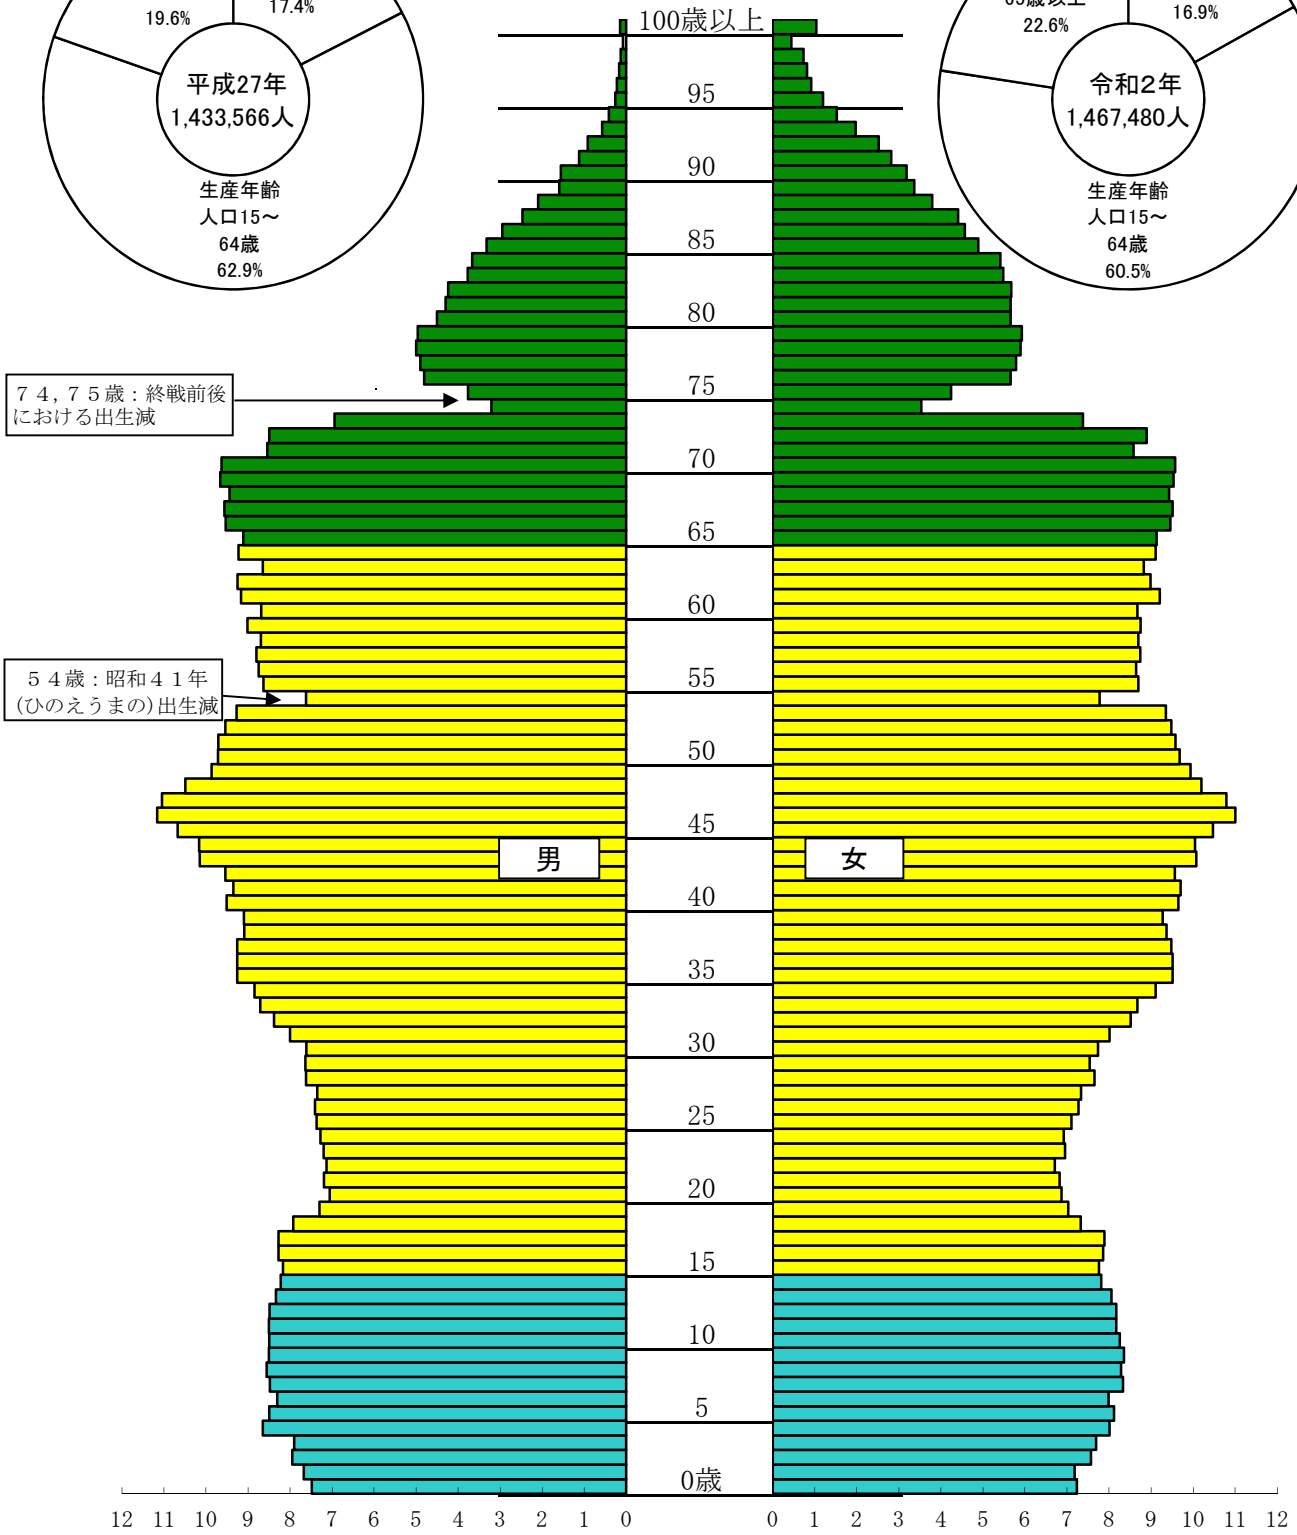 19.6%
17.4%
平成27年
1,433,566人
生産年齢
人口15～
64歳
62.9%
65歳以上
22.6%
16.9%
令和2年
1,467,480人
生産年齢
人口15～
64歳
60.5%
100歳以上
95
90
85
80
75
70
65
60
55
50
45
40
35
30
25
20
15
10
5
0歳
７４,７５歳：終戦前後
における出生減
５４歳：昭和４１年
(ひのえうまの)出生減
男
女
12 11 10 9 8 7 6 5 4 3 2 1 0
0 1 2 3 4 5 6 7 8 9 10 11 12